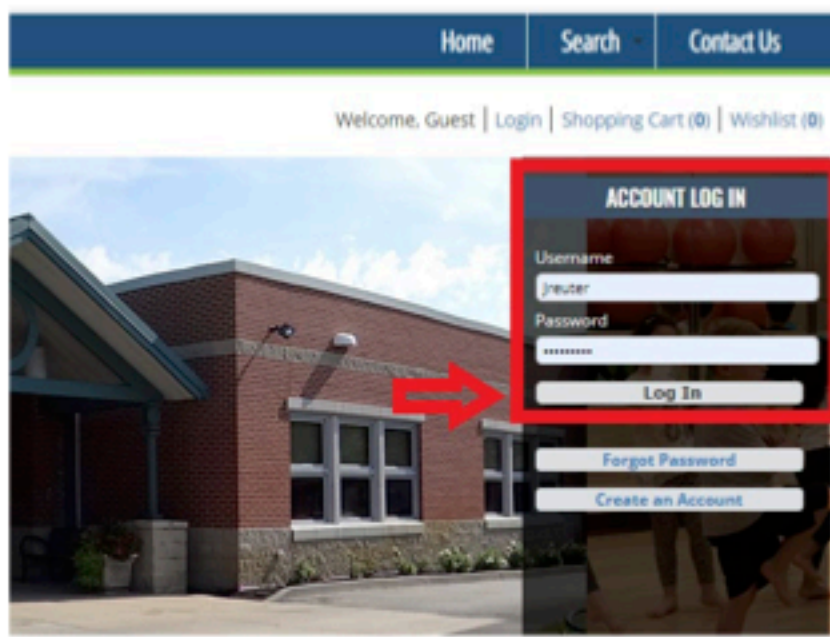 Home Search Contact Us
Welcome, Guest | Login | Shopping Cart (0) | Wishlist (0)
ACCOUNT LOG IN
Username
jreuter
Password
•••••••••
Log In
Forgot Password
Create an Account